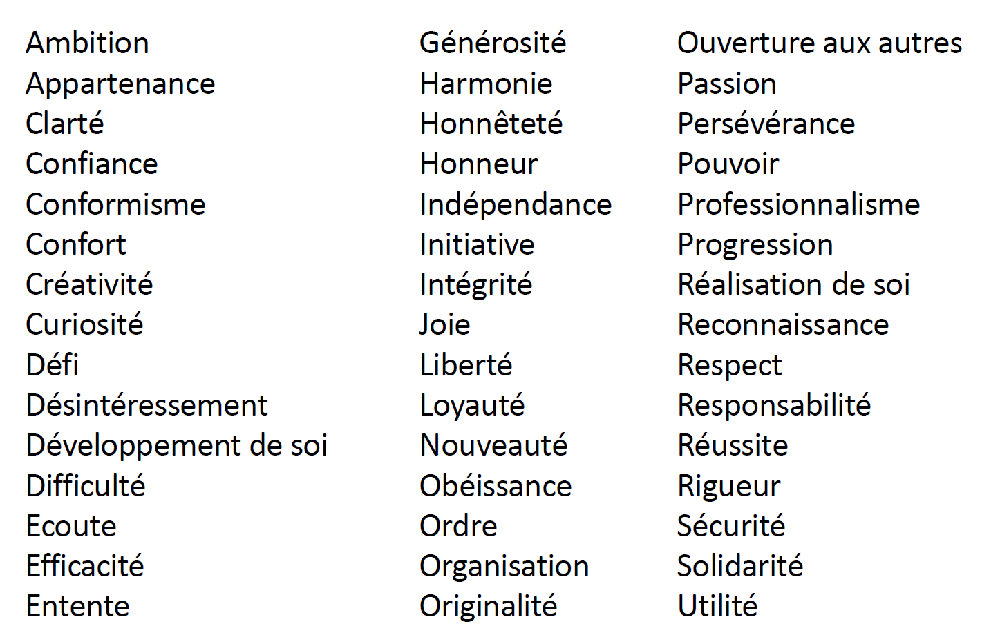 Ambition
Appartenance
Clarté
Confiance
Conformisme
Confort
Créativité
Curiosité
Défi
Désintéressement
Développement de soi
Difficulté
Ecoute
Efficacité
Entente
Générosité
Harmonie
Honnêteté
Honneur
Indépendance
Initiative
Intégrité
Joie
Liberté
Loyauté
Nouveauté
Obéissance
Ordre
Organisation
Originalité
Ouverture aux autres
Passion
Persévérance
Pouvoir
Professionnalisme
Progression
Réalisation de soi
Reconnaissance
Respect
Responsabilité
Réussite
Rigueur
Sécurité
Solidarité
Utilité